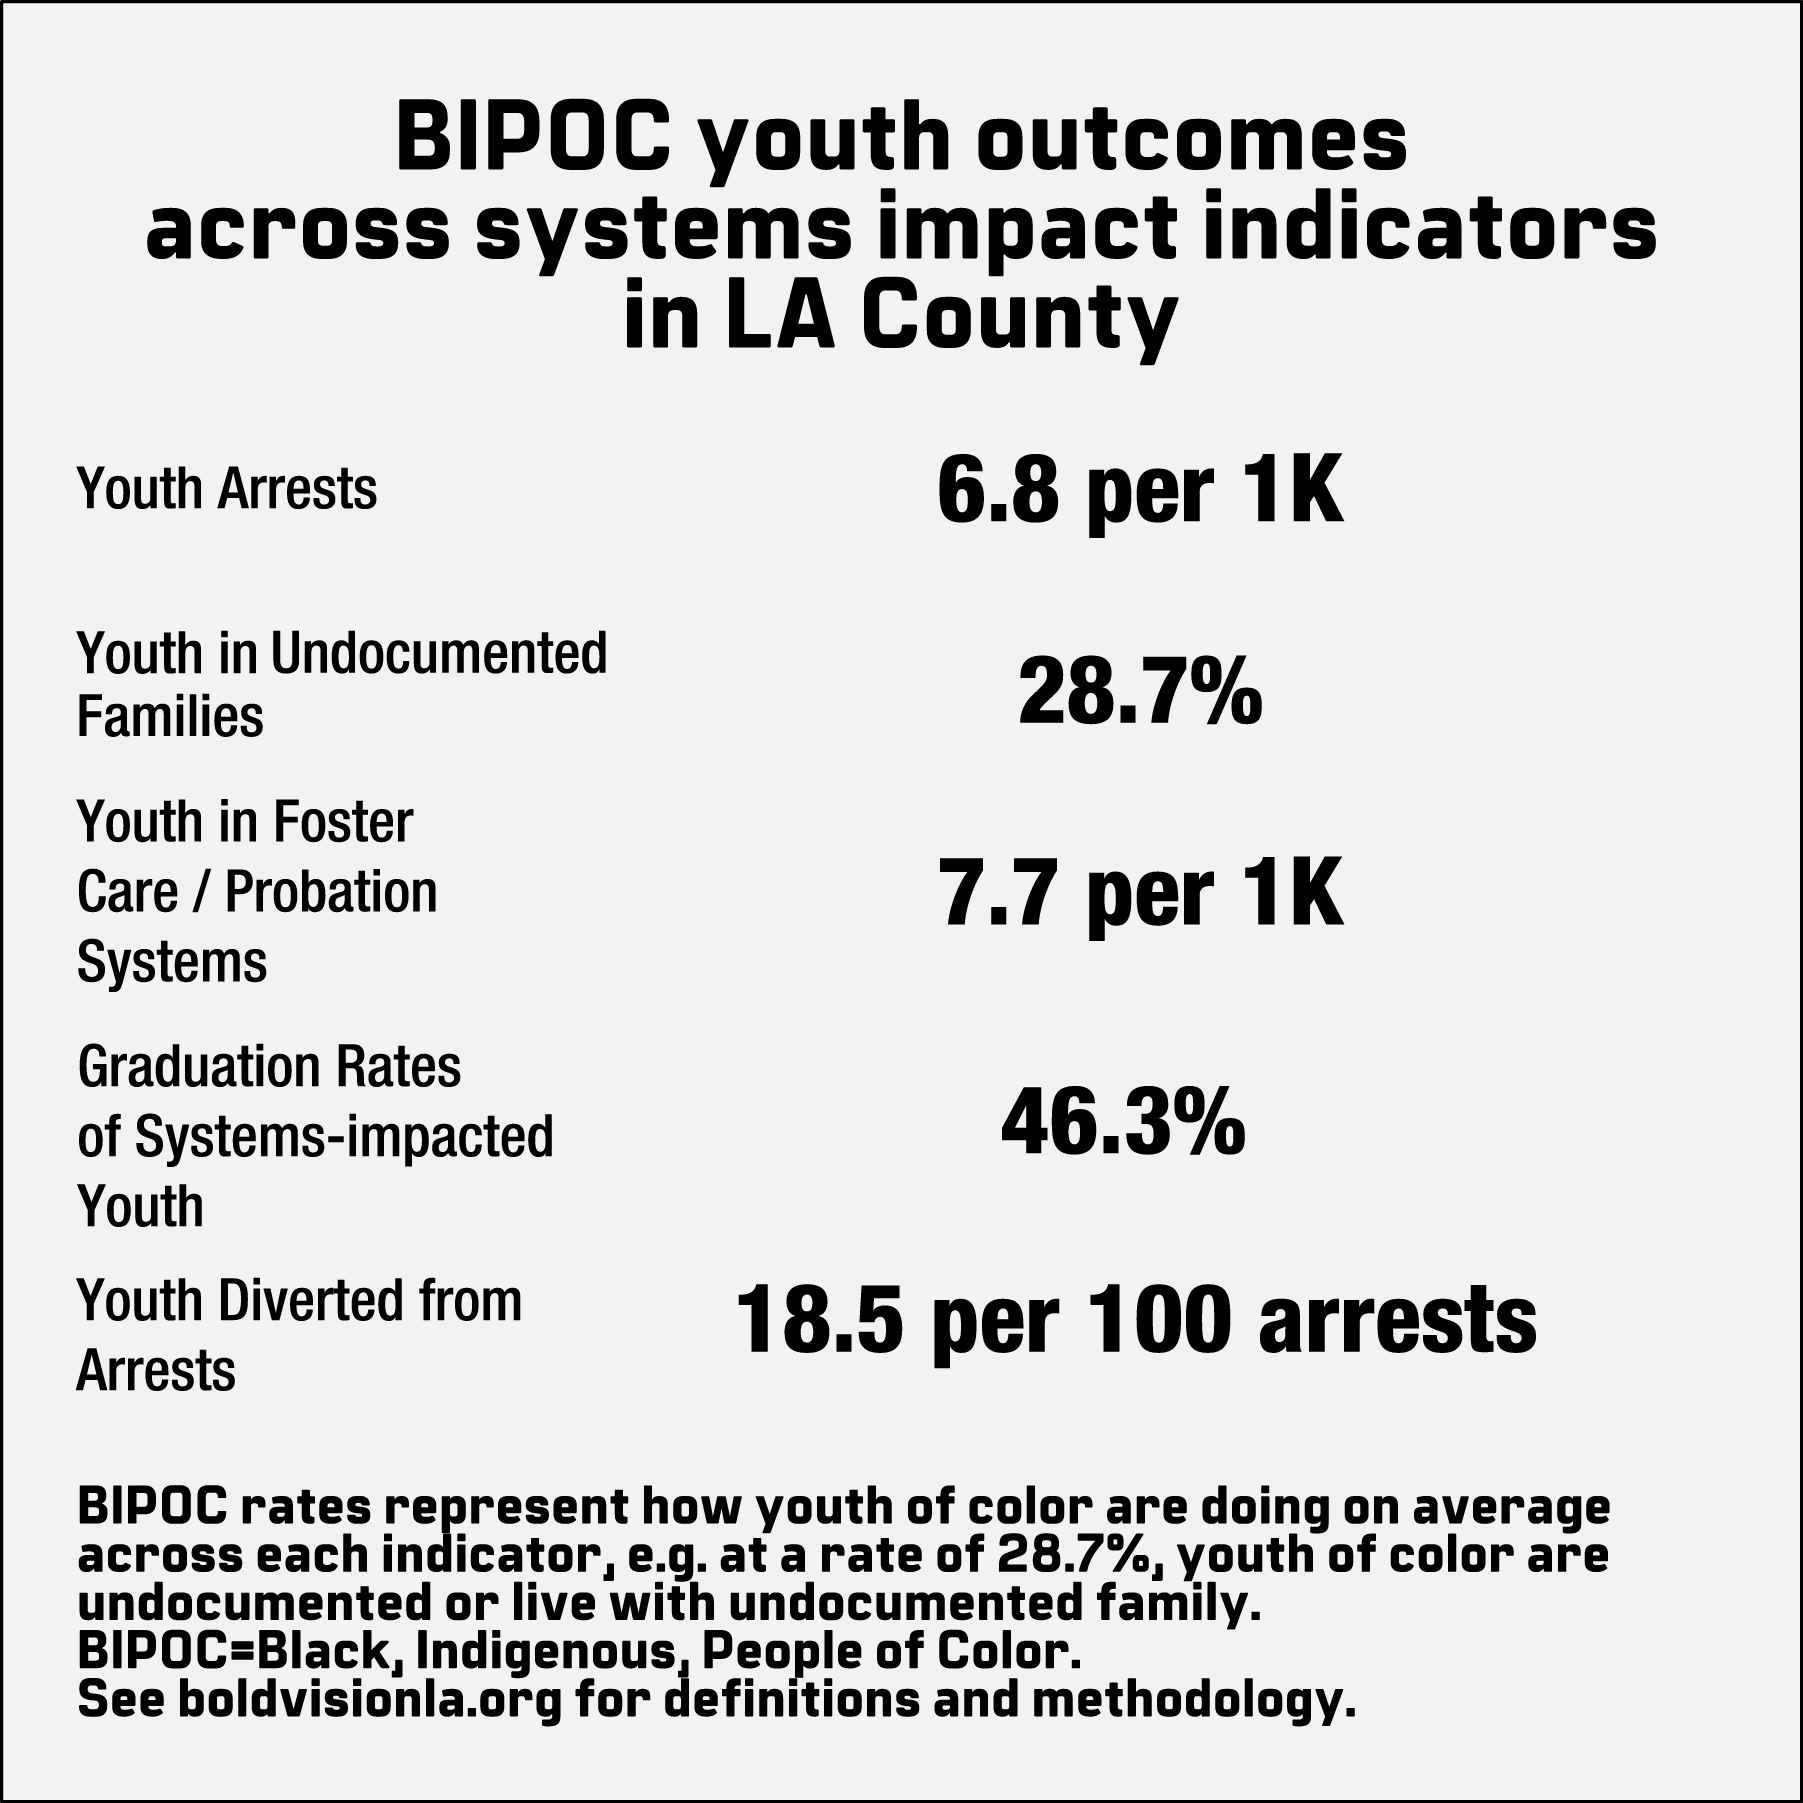 BIPOC youth outcomes
across systems impact indicators
in LA County
Youth Arrests
6.8 per 1K
Youth in Undocumented
Families
28.7%
Youth in Foster
Care / Probation
Systems
7.7 per 1K
Graduation Rates
of Systems-impacted
Youth
46.3%
Youth Diverted from
Arrests
18.5 per 100 arrests
BIPOC rates represent how youth of color are doing on average
across each indicator, e.g. at a rate of 28.7%, youth of color are
undocumented or live with undocumented family.
BIPOC=Black, Indigenous, People of Color.
See boldvisionla.org for definitions and methodology.